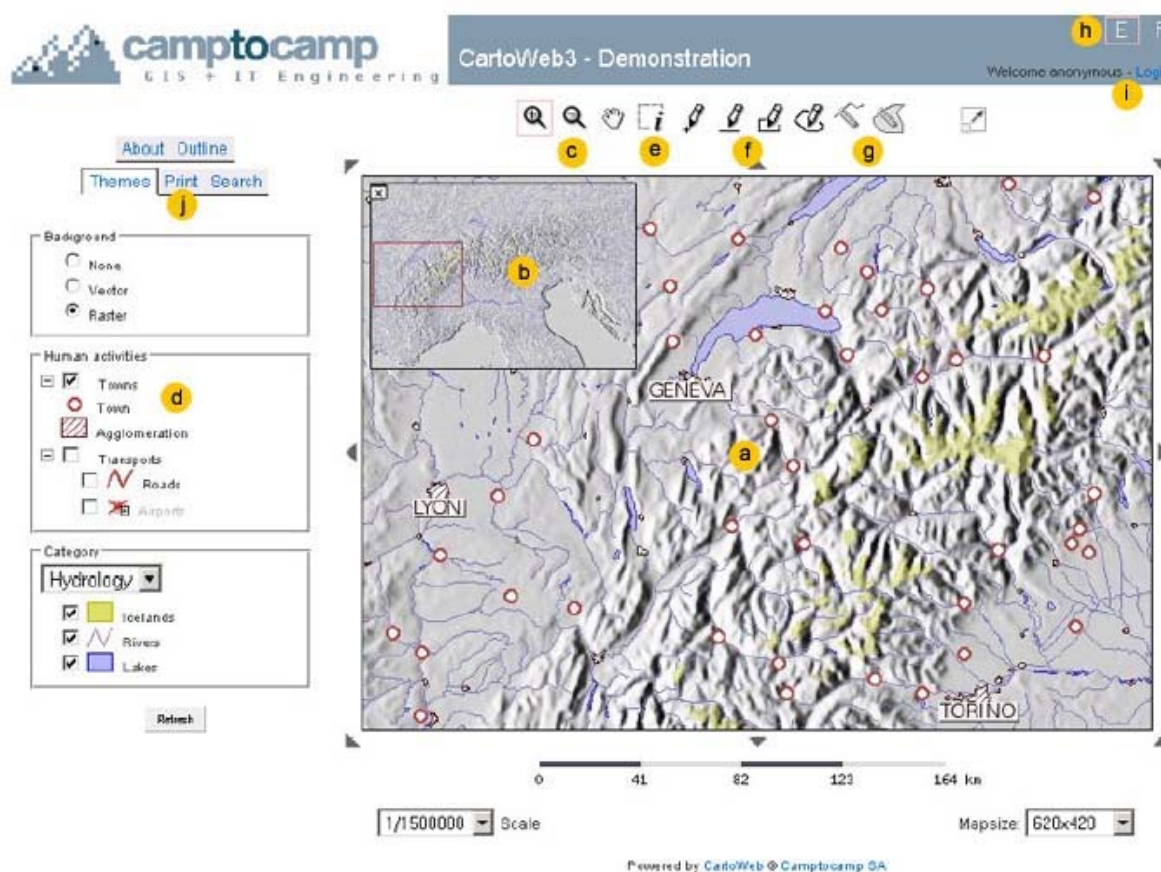 camptocamp
GIS + IT Engineering
CartoWeb3 - Demonstration
h E F
Welcome anonymous - Logi
i
c e f g
About Outline
Themes Print Search
j
Background
None
Vector
Raster
Human activities
Towns
d
Town
Agglomeration
Transports
Roads
Airports
Category
Hydrology
Icelands
Rivers
Lakes
Refresh
x
b
GENEVA
a
LYON
TORINO
0 41 82 123 164 km
1/1500000 Scale
Mapsize: 620x420
Powered by CartoWeb © Camptocamp SA